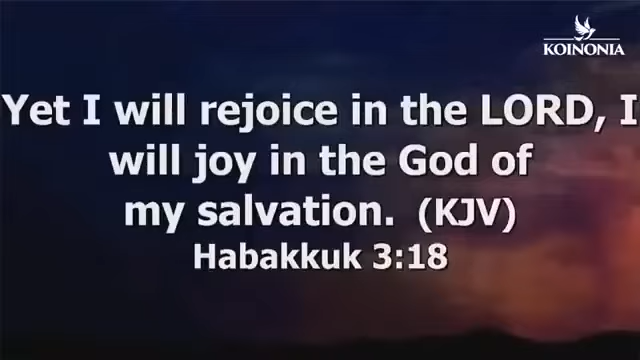 KOINONIA
Yet I will rejoice in the LORD, I
will joy in the God of
my salvation. (KJV)
Habakkuk 3:18